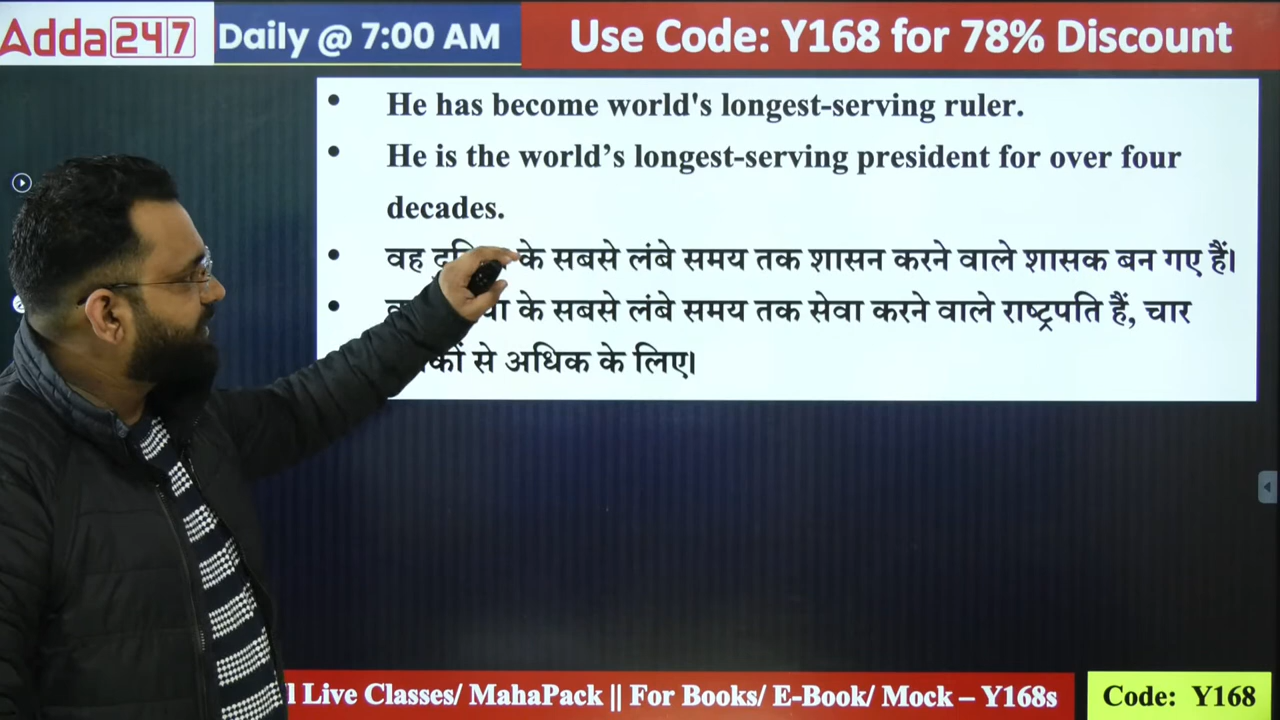 Adda247
Daily @ 7:00 AM
Use Code: Y168 for 78% Discount
• He has become world's longest-serving ruler.
• He is the world’s longest-serving president for over four
decades.
• वह के सबसे लंबे समय तक शासन करने वाले शासक बन गए हैं।
• के सबसे लंबे समय तक सेवा करने वाले राष्ट्रपति हैं, चार
से अधिक के लिए।
Live Classes/ MahaPack || For Books/ E-Book/ Mock – Y168s
Code: Y168